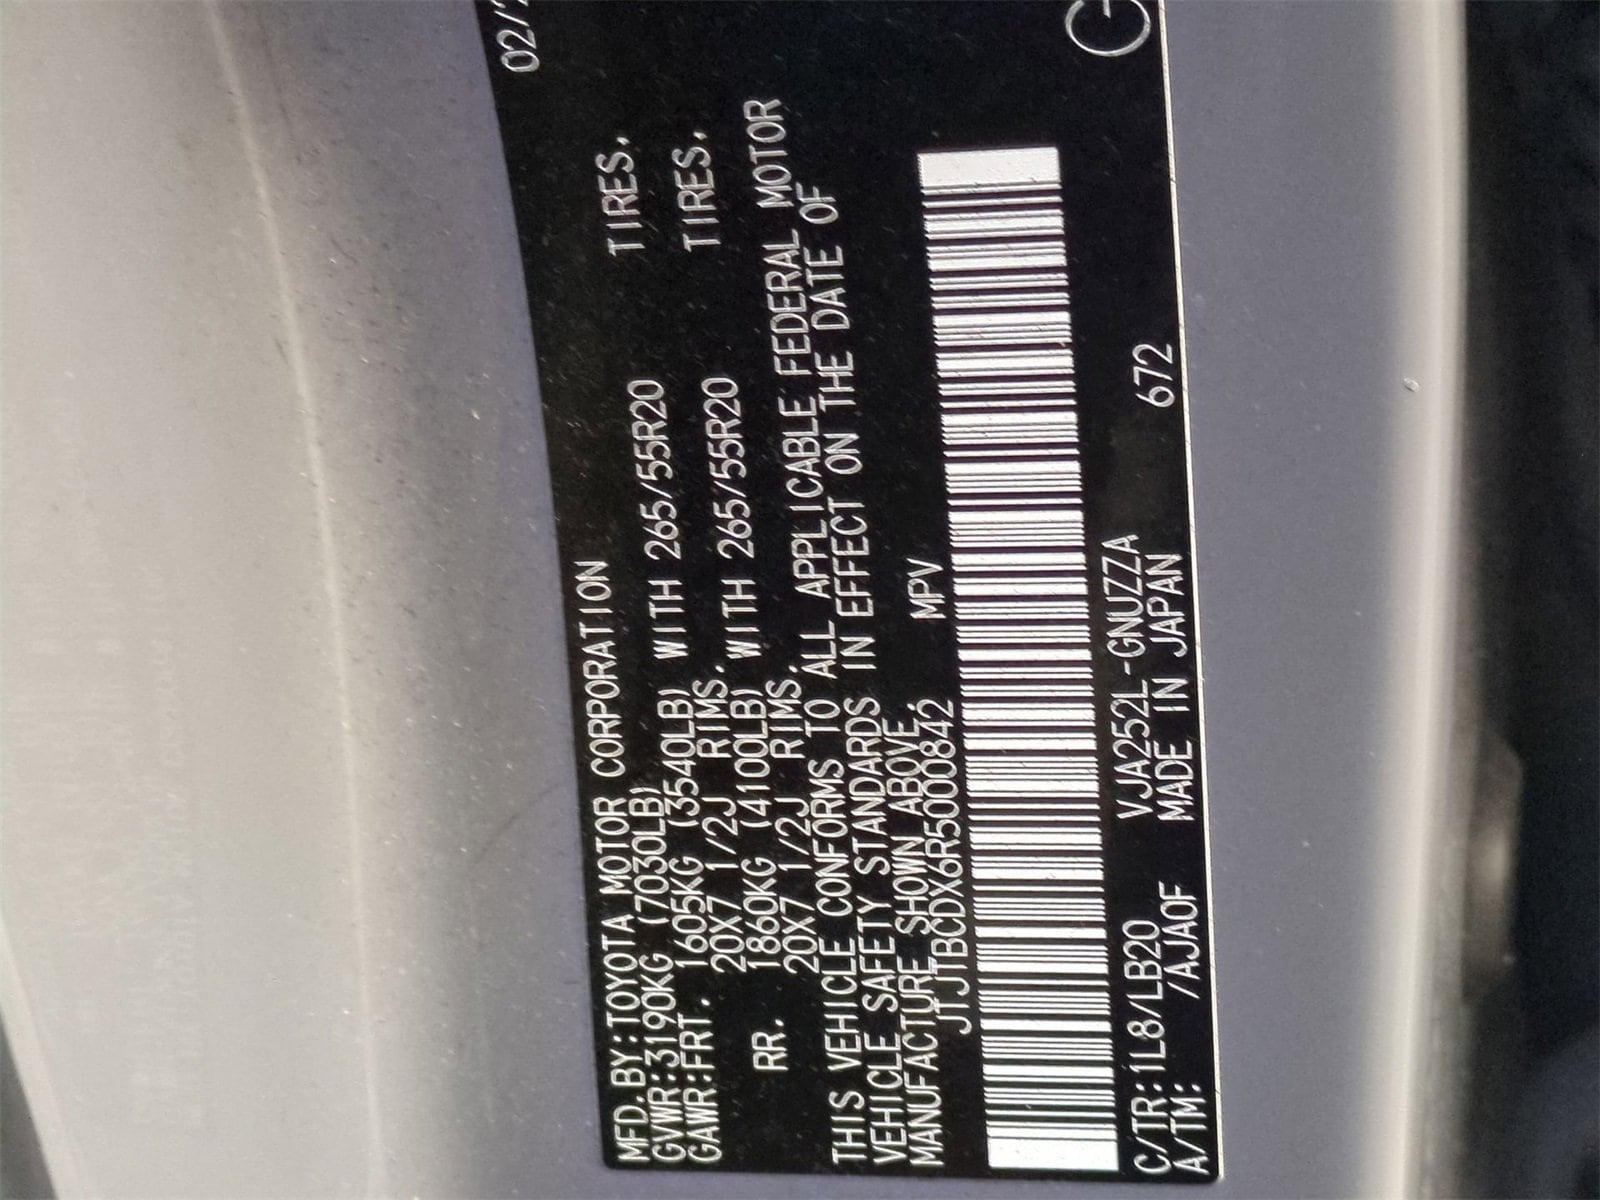 MFD.BY:TOYOTA MOTOR CORPORATION 02/2
GVWR:3190KG (7030LB)
GAWR:FRT. 1605KG (3540LB) WITH 265/55R20 TIRES,
20X7 1/2J RIMS.
RR. 1860KG (4100LB) WITH 265/55R20 TIRES,
20X7 1/2J RIMS.
THIS VEHICLE CONFORMS TO ALL APPLICABLE FEDERAL MOTOR
VEHICLE SAFETY STANDARDS IN EFFECT ON THE DATE OF
MANUFACTURE SHOWN ABOVE.
JTJTBCDX6R5000842 MPV
C/TR:1L8/LB20 VJA252L-GNUZZA 672
A/TM: /AJA0F MADE IN JAPAN
G